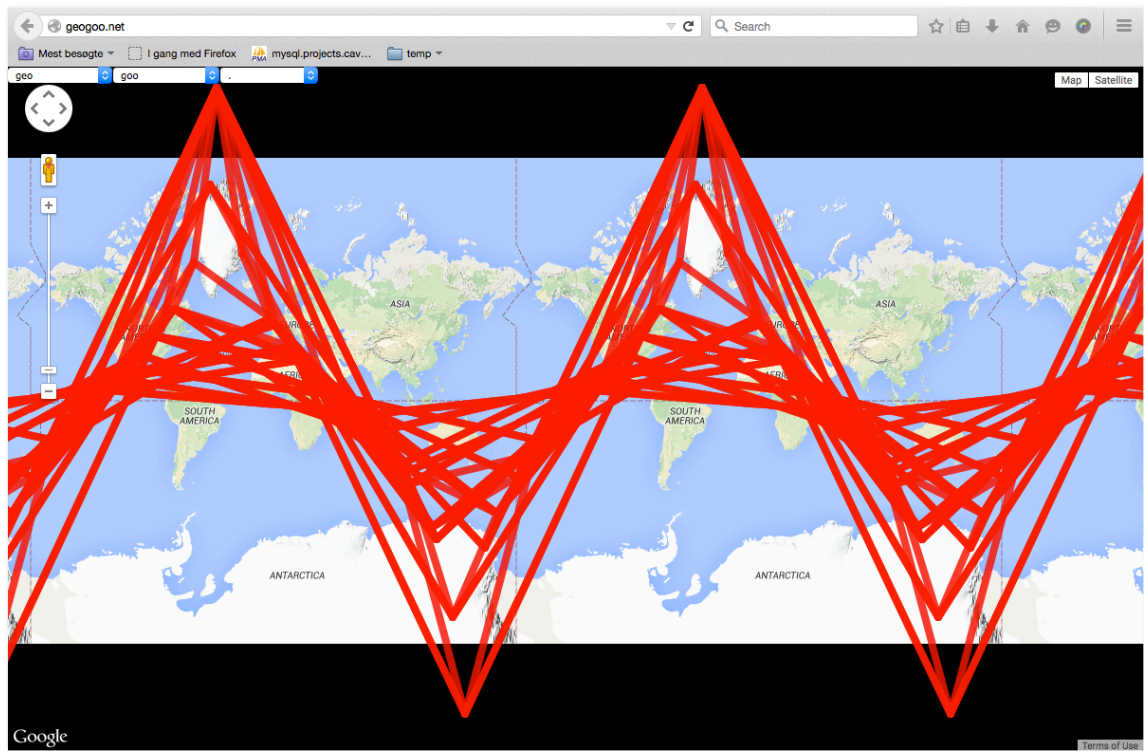 geogoo.net
Search
Mest besøgte
I gang med Firefox
PMA
mysql.projects.cav...
temp
geo
goo
.
Map
Satellite
ASIA
ASIA
SOUTH
AMERICA
SOUTH
AMERICA
ANTARCTICA
ANTARCTICA
Google
Terms of Use